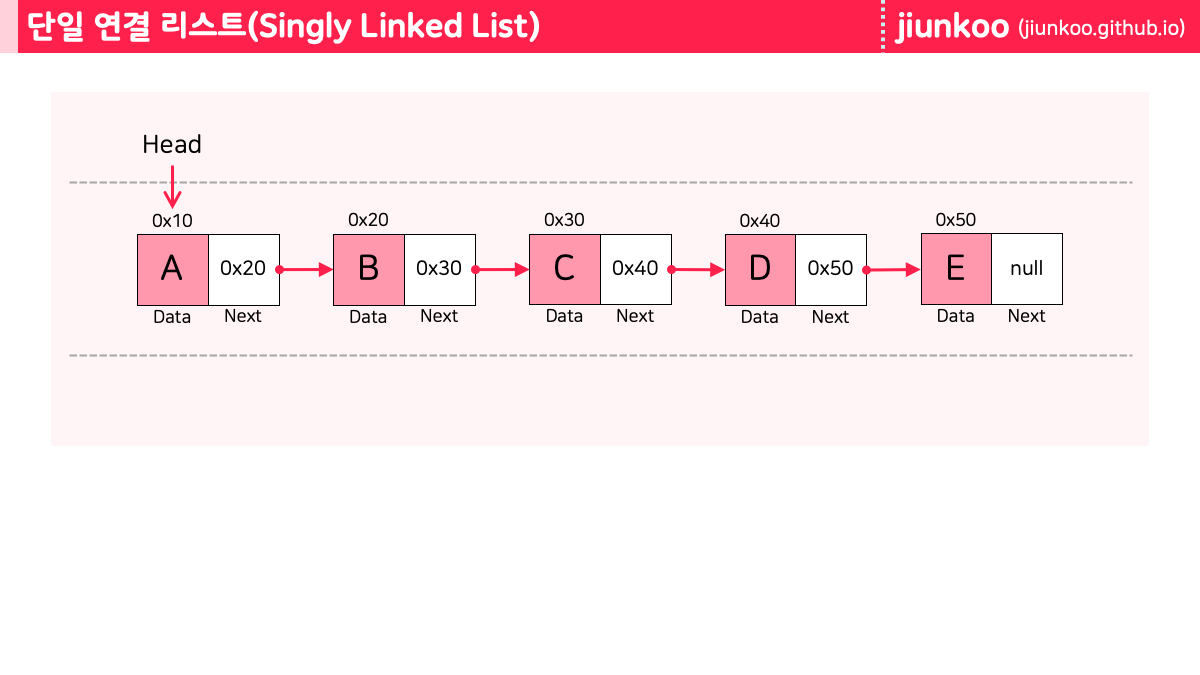 단일 연결 리스트(Singly Linked List)
jiunkoo (jiunkoo.github.io)
Head
0x10 0x20 0x30 0x40 0x50
A 0x20 B 0x30 C 0x40 D 0x50 E null
Data Next Data Next Data Next Data Next Data Next